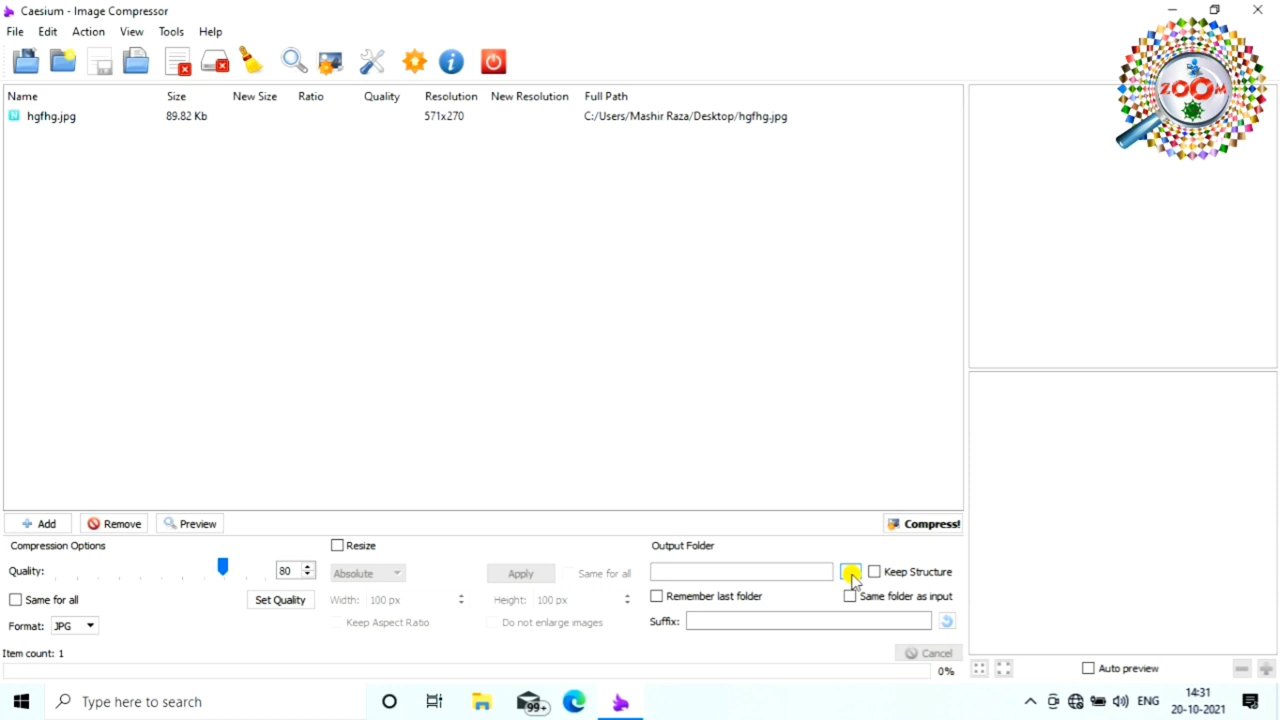 Caesium - Image Compressor
File Edit Action View Tools Help
ZOOM
Name Size New Size Ratio Quality Resolution New Resolution Full Path
hgfhg.jpg 89.82 Kb 571x270 C:/Users/Mashir Raza/Desktop/hgfhg.jpg
Add Remove Preview Compress!
Compression Options Resize Output Folder
Quality: 80 Absolute Apply Same for all Keep Structure
Same for all Set Quality Width: 100 px Height: 100 px Remember last folder Same folder as input
Format: JPG Keep Aspect Ratio Do not enlarge images Suffix:
Item count: 1 Cancel
0% Auto preview
Type here to search 99+ ENG 14:31
20-10-2021